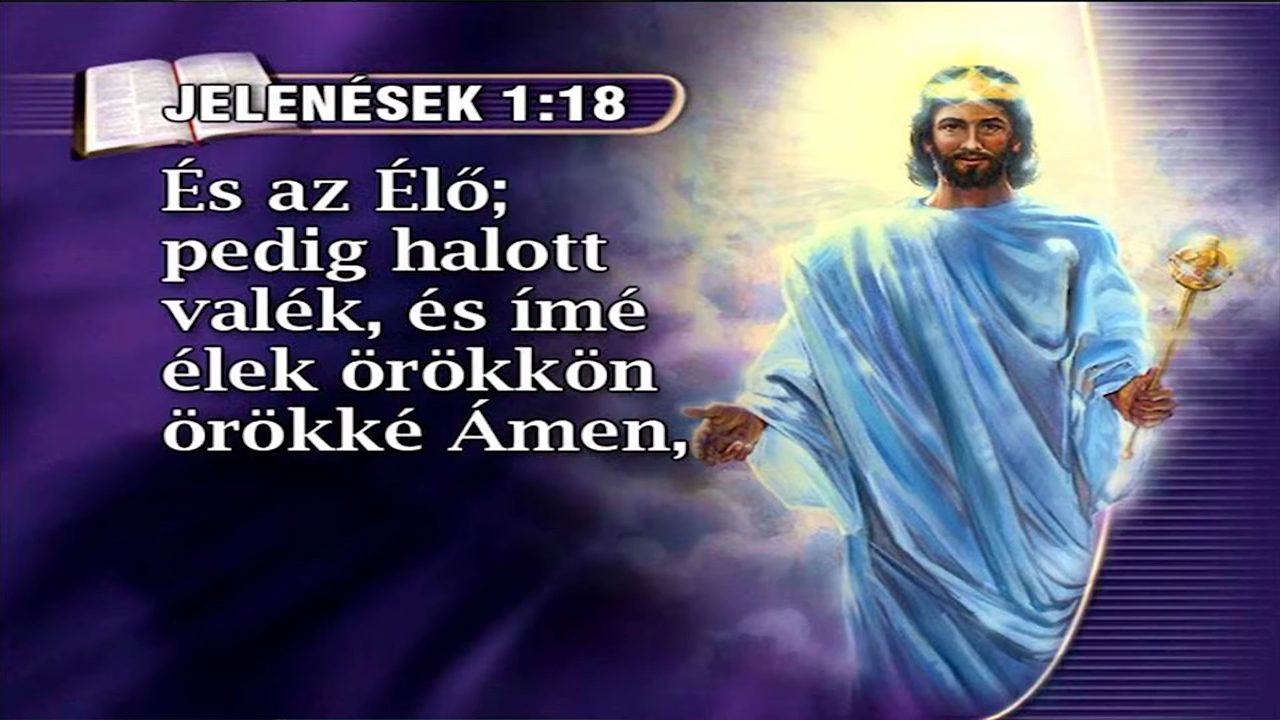 JELENÉSEK 1:18
És az Élő;
pedig halott
valék, és ímé
élek örökkön
örökké Ámen,